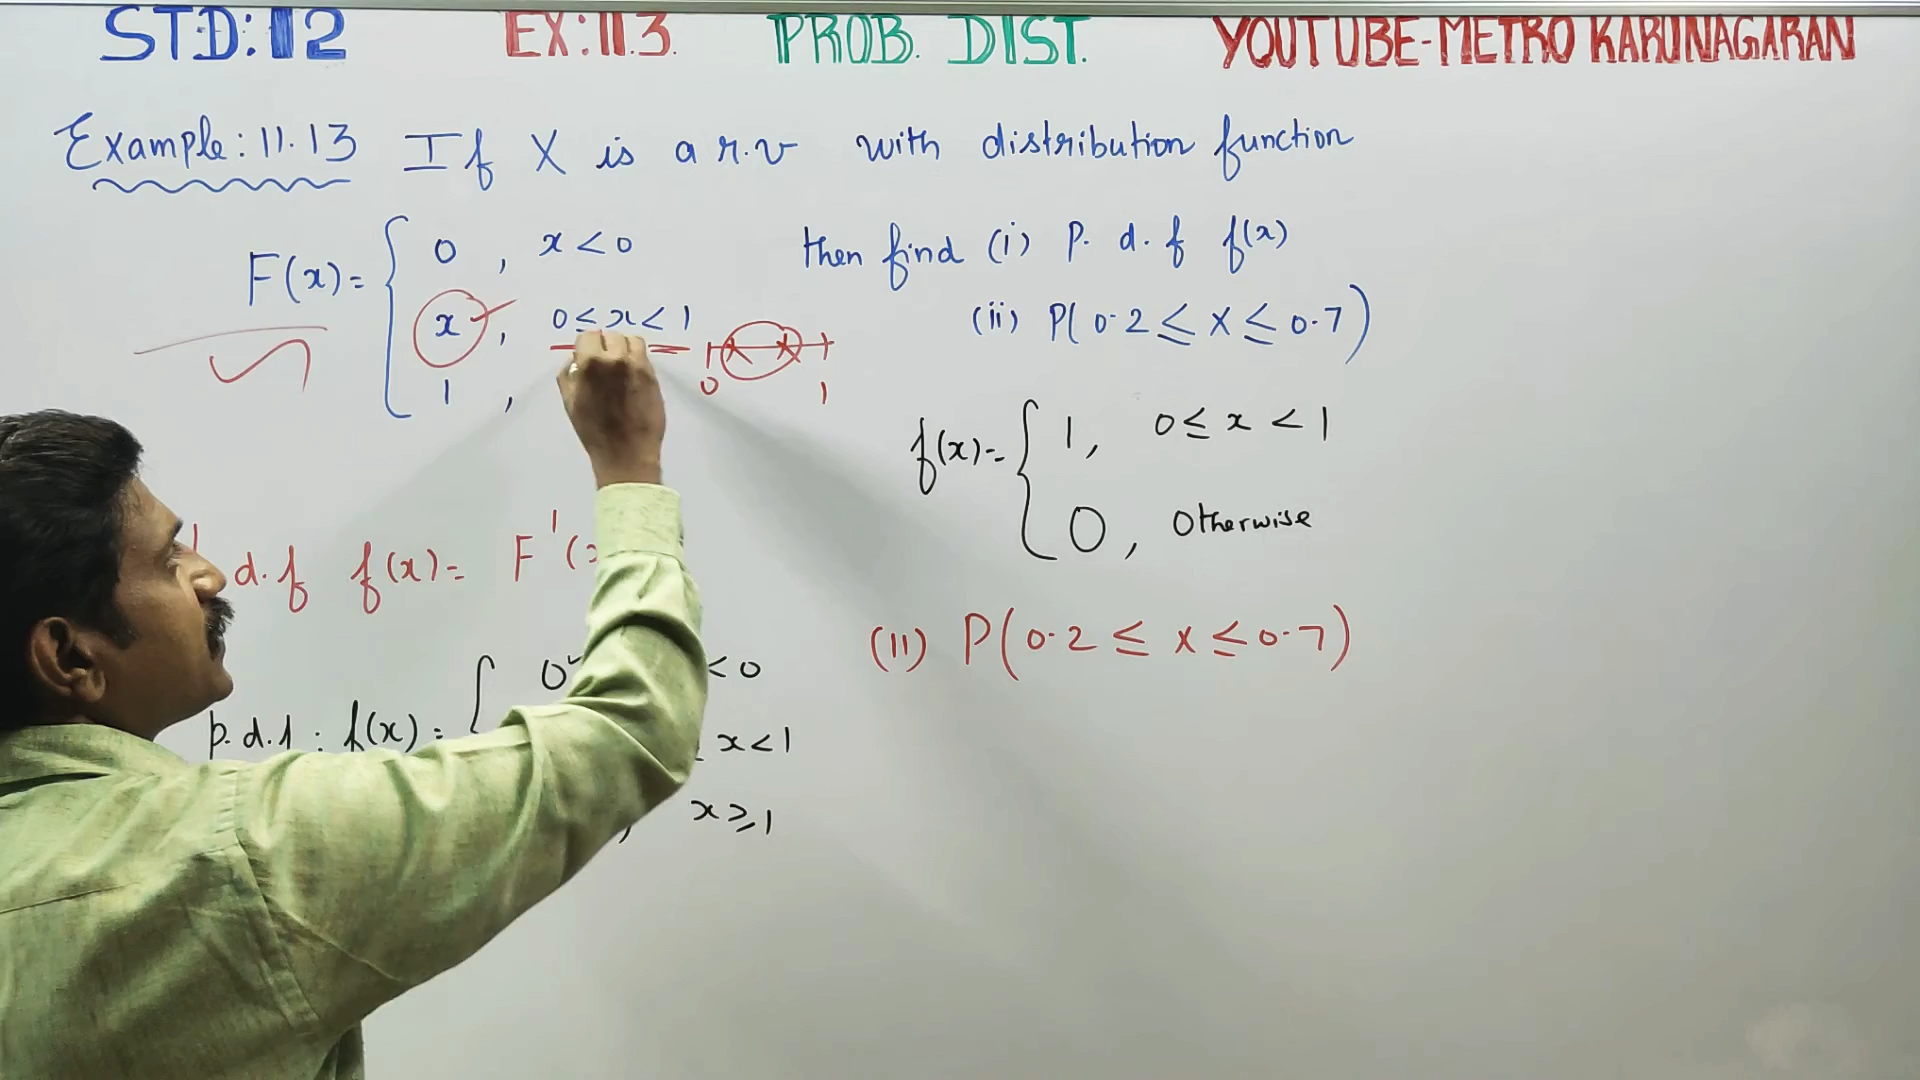 STD:12 EX:11.3. PROB. DIST. YOUTUBE-METRO KARUNAGARAN
Example: 11.13 If X is a r.v with distribution function
F(x)= { 0 , x < 0
x , 0 ≤ x < 1
1 ,
0 1
then find (i) p. d. f f(x)
(ii) P(0.2 ≤ X ≤ 0.7)
d.f f(x)= F'(x
p.d.f : f(x) = { 0 < 0
x < 1
, x ≥ 1
f(x)= { 1, 0 ≤ x < 1
0, Otherwise
(ii) P(0.2 ≤ x ≤ 0.7)